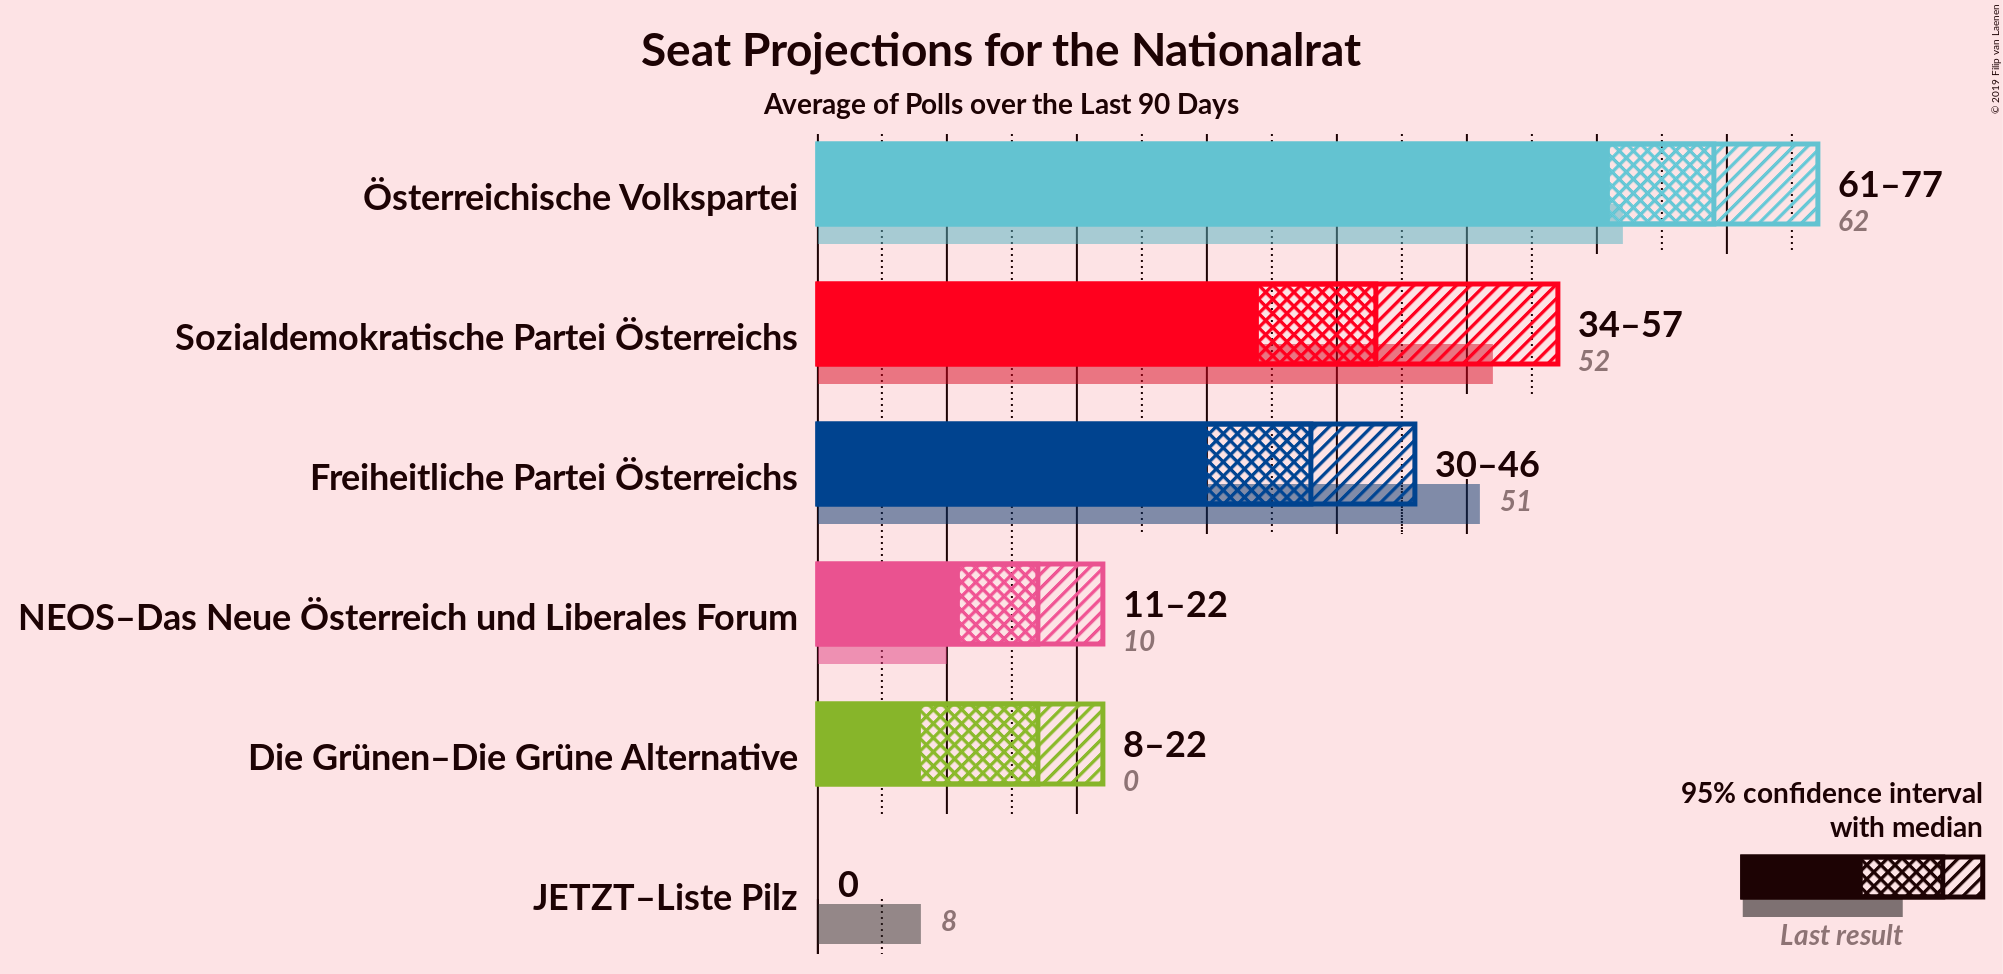 Seat Projections for the Nationalrat
Average of Polls over the Last 90 Days
© 2019 Filip van Laenen
Österreichische Volkspartei
61–77
62
Sozialdemokratische Partei Österreichs
34–57
52
Freiheitliche Partei Österreichs
30–46
51
NEOS–Das Neue Österreich und Liberales Forum
11–22
10
Die Grünen–Die Grüne Alternative
8–22
0
JETZT–Liste Pilz
0
8
95% confidence interval
with median
Last result